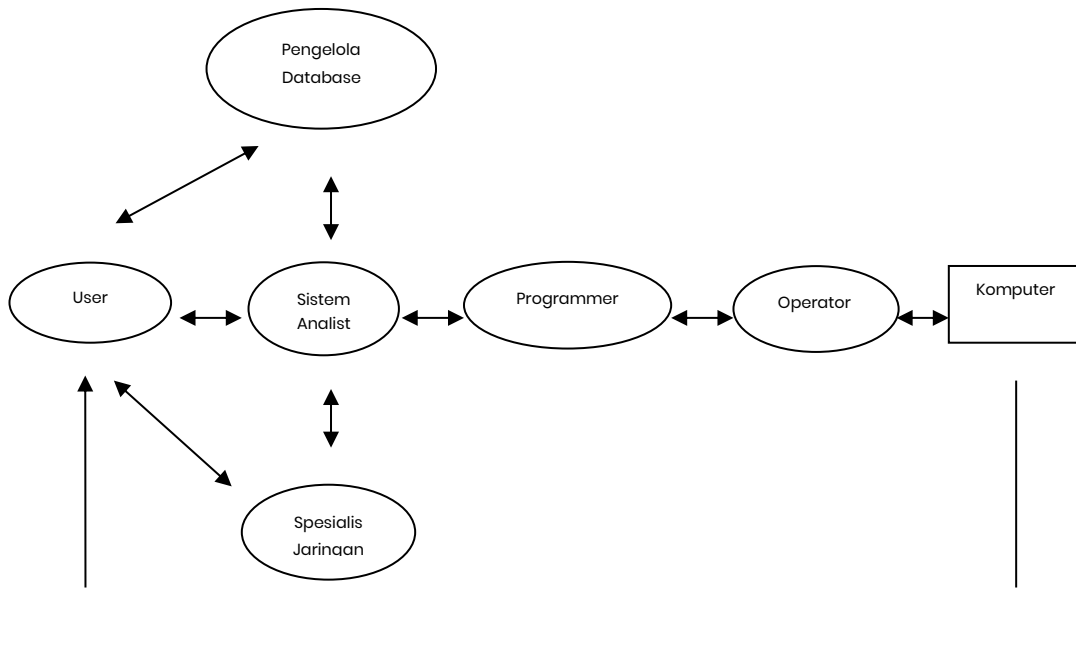 Pengelola
Database
User
Sistem
Analist
Programmer
Operator
Komputer
Spesialis
Jaringan